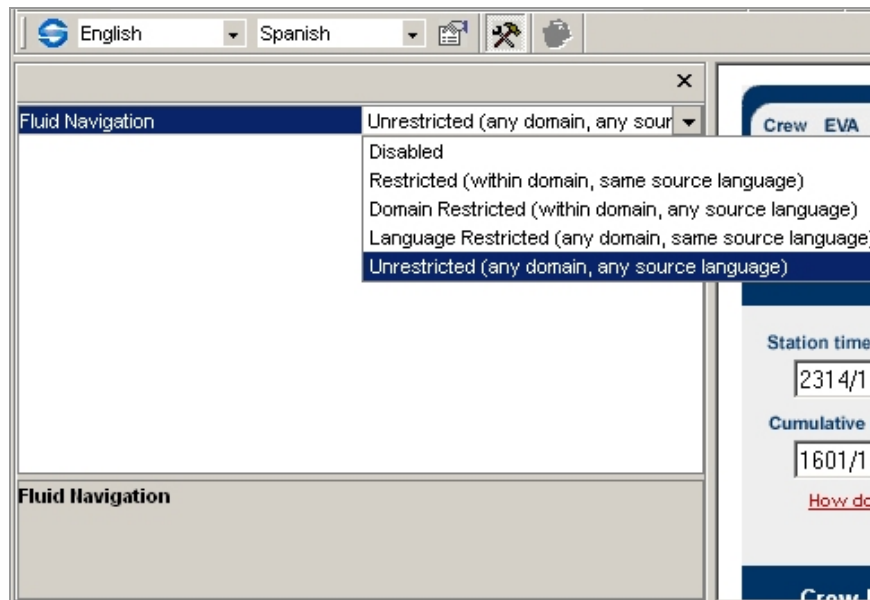 English
Spanish
Fluid Navigation
Unrestricted (any domain, any sour
Disabled
Restricted (within domain, same source language)
Domain Restricted (within domain, any source language)
Language Restricted (any domain, same source language)
Unrestricted (any domain, any source language)
Fluid Navigation
Crew EVA
Station time
2314/1
Cumulative
1601/1
How do
Crew